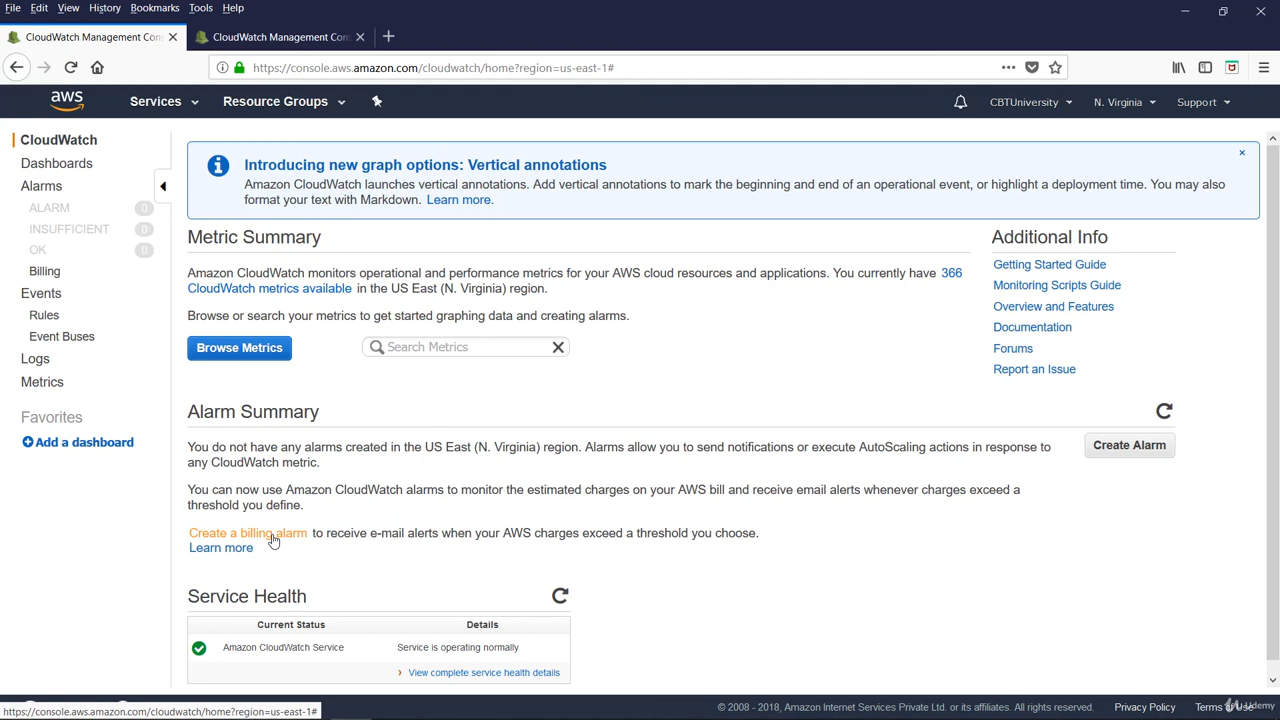 File Edit View History Bookmarks Tools Help
CloudWatch Management Con CloudWatch Management Con
https://console.aws.amazon.com/cloudwatch/home?region=us-east-1#
aws Services Resource Groups CBTUniversity N. Virginia Support
CloudWatch
Dashboards
Alarms
ALARM 0
INSUFFICIENT 0
OK 0
Billing
Events
Rules
Event Buses
Logs
Metrics
Favorites
Add a dashboard
Introducing new graph options: Vertical annotations
Amazon CloudWatch launches vertical annotations. Add vertical annotations to mark the beginning and end of an operational event, or highlight a deployment time. You may also
format your text with Markdown. Learn more.
Metric Summary
Amazon CloudWatch monitors operational and performance metrics for your AWS cloud resources and applications. You currently have 366
CloudWatch metrics available in the US East (N. Virginia) region.
Browse or search your metrics to get started graphing data and creating alarms.
Browse Metrics Search Metrics
Additional Info
Getting Started Guide
Monitoring Scripts Guide
Overview and Features
Documentation
Forums
Report an Issue
Alarm Summary
You do not have any alarms created in the US East (N. Virginia) region. Alarms allow you to send notifications or execute AutoScaling actions in response to
any CloudWatch metric.
Create Alarm
You can now use Amazon CloudWatch alarms to monitor the estimated charges on your AWS bill and receive email alerts whenever charges exceed a
threshold you define.
Create a billing alarm to receive e-mail alerts when your AWS charges exceed a threshold you choose.
Learn more
Service Health
Current Status Details
Amazon CloudWatch Service Service is operating normally
View complete service health details
https://console.aws.amazon.com/cloudwatch/home?region=us-east-1#
© 2008 - 2018, Amazon Internet Services Private Ltd. or its affiliates. All rights reserved. Privacy Policy Terms of Use
Udemy